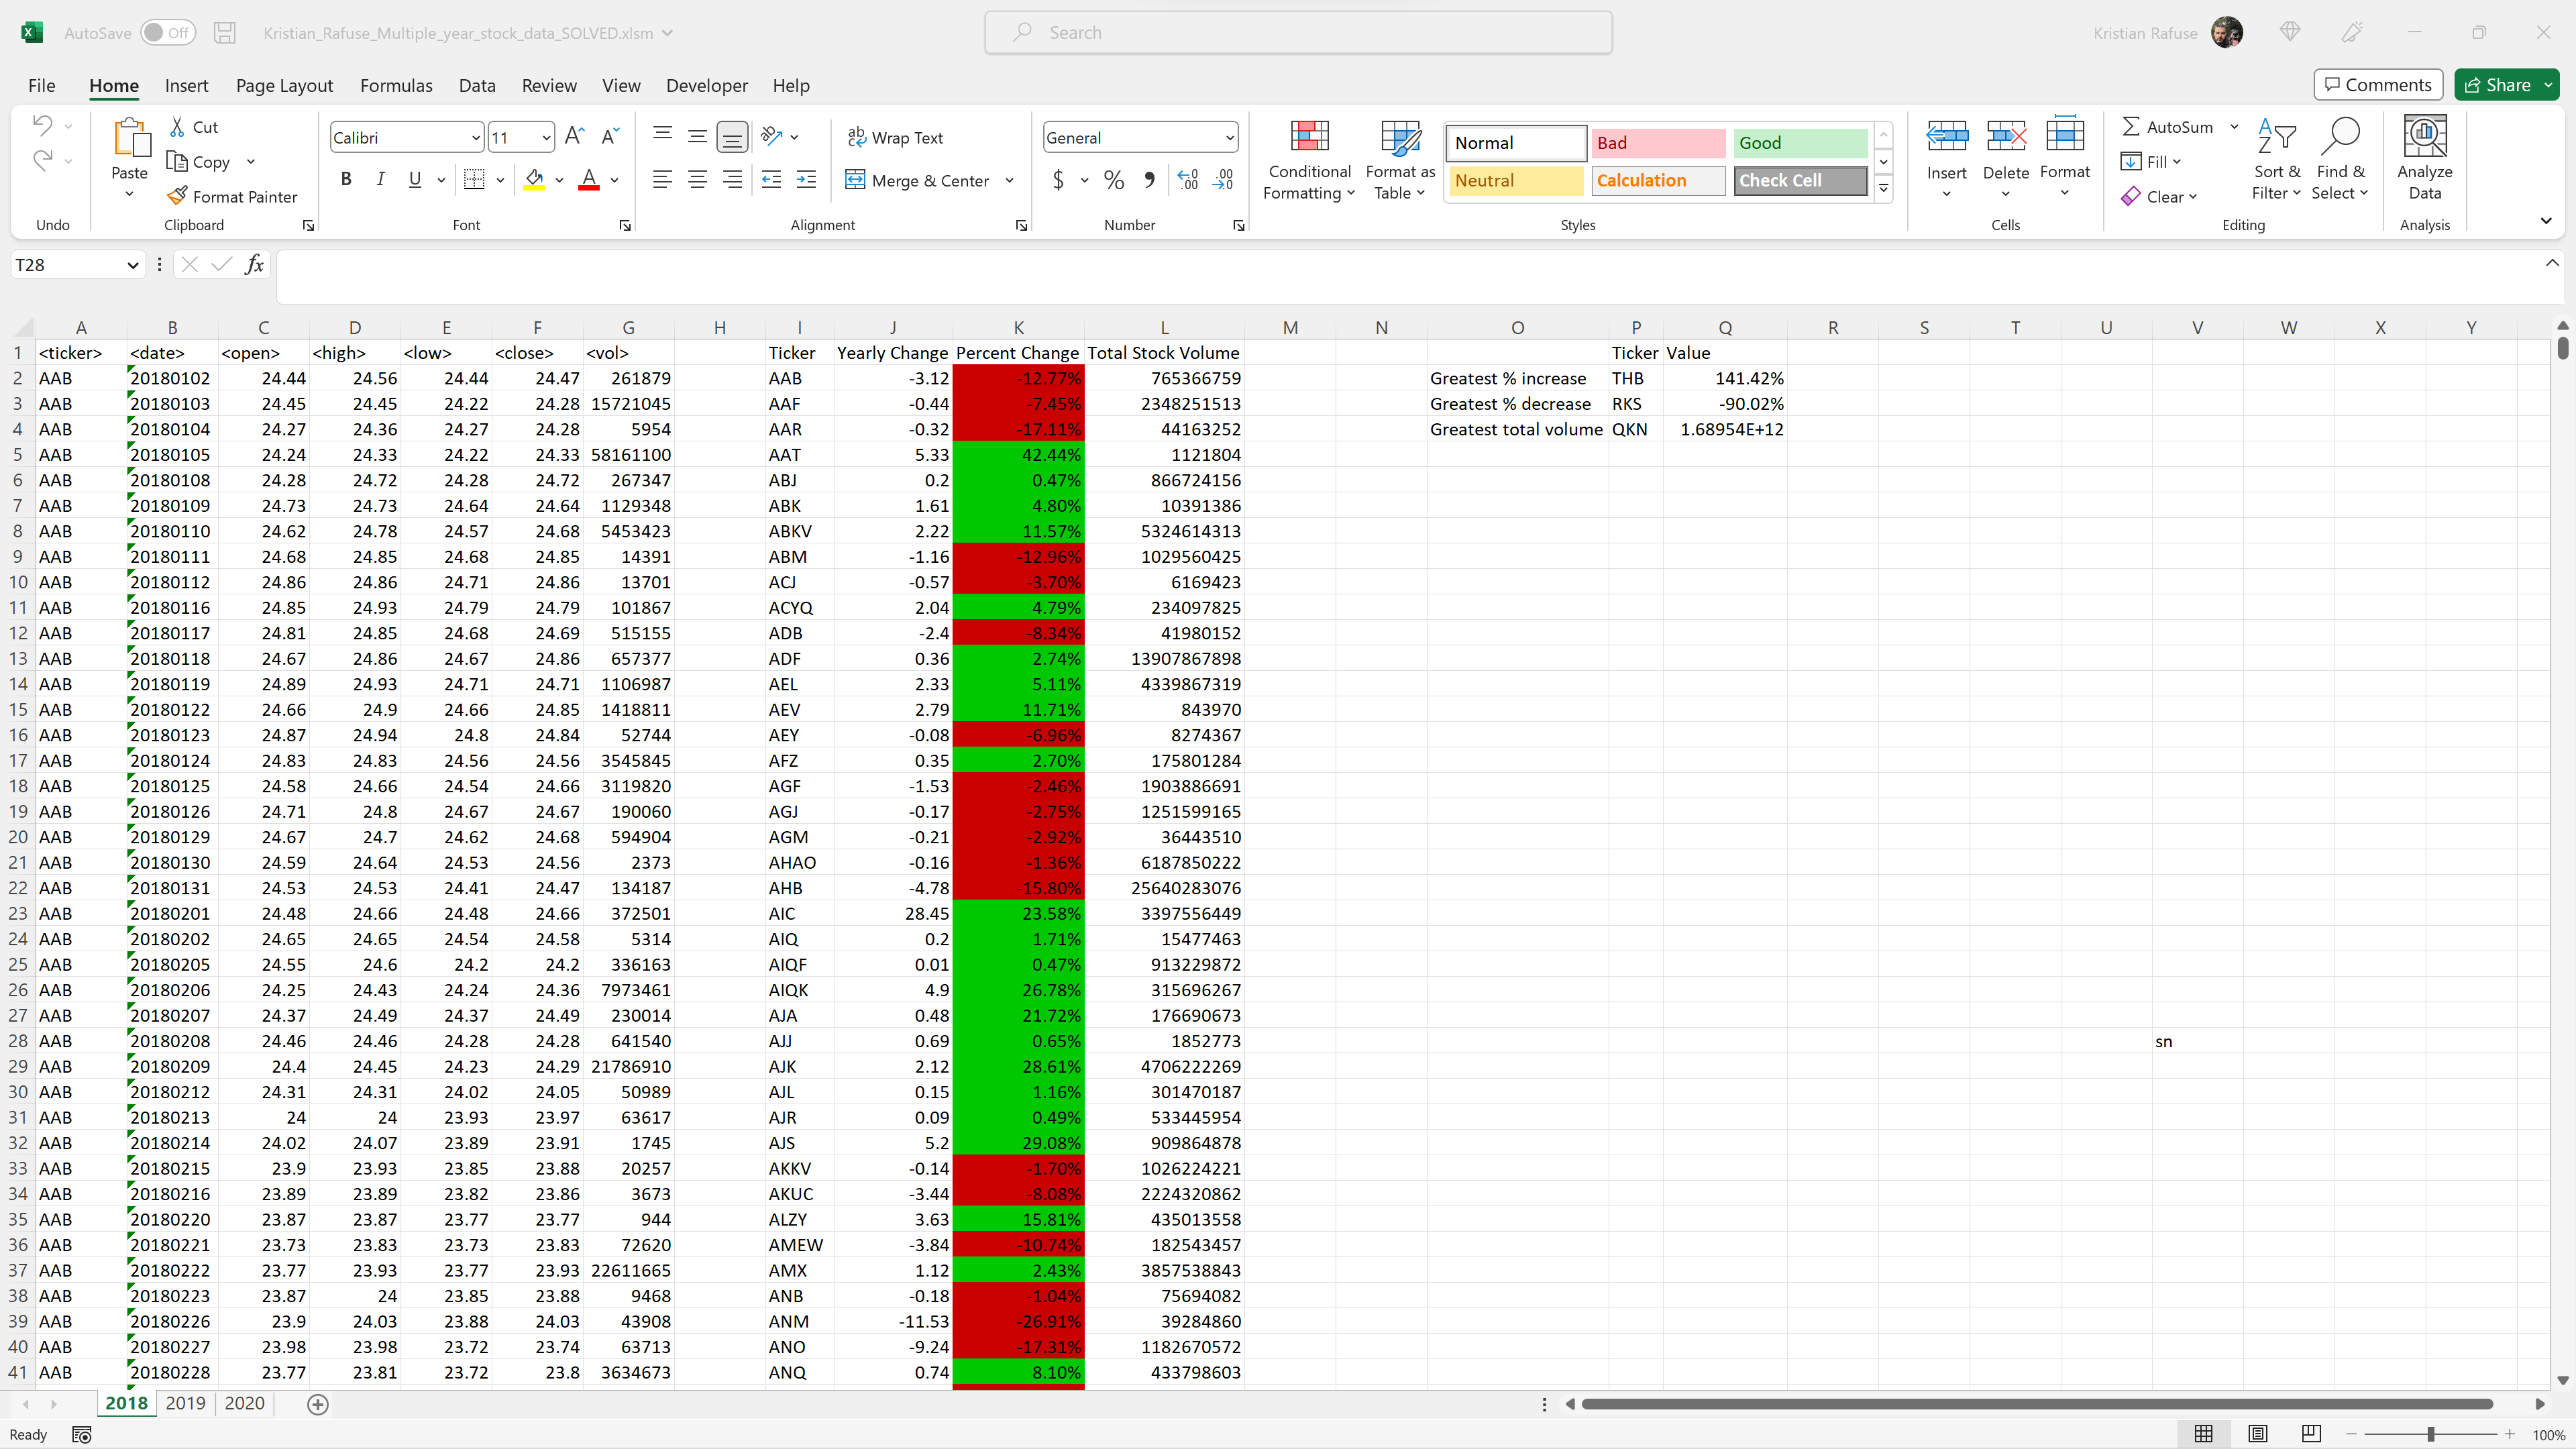 AutoSave Off Kristian_Rafuse_Multiple_year_stock_data_SOLVED.xlsm Search Kristian Rafuse
File Home Insert Page Layout Formulas Data Review View Developer Help Comments Share
Cut Calibri 11 Wrap Text General Normal Bad Good AutoSum
Copy Fill
Paste Conditional Format as Insert Delete Format Sort & Find & Analyze
B I U Merge & Center $ % Formatting Table Neutral Calculation Check Cell Filter Select Data
Format Painter Clear
Undo Clipboard Font Alignment Number Styles Cells Editing Analysis
T28 fx
A B C D E F G H I J K L M N O P Q R S T U V W X Y
1 <ticker> <date> <open> <high> <low> <close> <vol> Ticker Yearly Change Percent Change Total Stock Volume Ticker Value
2 AAB 20180102 24.44 24.56 24.44 24.47 261879 AAB -3.12 -12.77% 765366759 Greatest % increase THB 141.42%
3 AAB 20180103 24.45 24.45 24.22 24.28 15721045 AAF -0.44 -7.45% 2348251513 Greatest % decrease RKS -90.02%
4 AAB 20180104 24.27 24.36 24.27 24.28 5954 AAR -0.32 -17.11% 44163252 Greatest total volume QKN 1.68954E+12
5 AAB 20180105 24.24 24.33 24.22 24.33 58161100 AAT 5.33 42.44% 1121804
6 AAB 20180108 24.28 24.72 24.28 24.72 267347 ABJ 0.2 0.47% 866724156
7 AAB 20180109 24.73 24.73 24.64 24.64 1129348 ABK 1.61 4.80% 10391386
8 AAB 20180110 24.62 24.78 24.57 24.68 5453423 ABKV 2.22 11.57% 5324614313
9 AAB 20180111 24.68 24.85 24.68 24.85 14391 ABM -1.16 -12.96% 1029560425
10 AAB 20180112 24.86 24.86 24.71 24.86 13701 ACJ -0.57 -3.70% 6169423
11 AAB 20180116 24.85 24.93 24.79 24.79 101867 ACYQ 2.04 4.79% 234097825
12 AAB 20180117 24.81 24.85 24.68 24.69 515155 ADB -2.4 -8.34% 41980152
13 AAB 20180118 24.67 24.86 24.67 24.86 657377 ADF 0.36 2.74% 13907867898
14 AAB 20180119 24.89 24.93 24.71 24.71 1106987 AEL 2.33 5.11% 4339867319
15 AAB 20180122 24.66 24.9 24.66 24.85 1418811 AEV 2.79 11.71% 843970
16 AAB 20180123 24.87 24.94 24.8 24.84 52744 AEY -0.08 -6.96% 8274367
17 AAB 20180124 24.83 24.83 24.56 24.56 3545845 AFZ 0.35 2.70% 175801284
18 AAB 20180125 24.58 24.66 24.54 24.66 3119820 AGF -1.53 -2.46% 1903886691
19 AAB 20180126 24.71 24.8 24.67 24.67 190060 AGJ -0.17 -2.75% 1251599165
20 AAB 20180129 24.67 24.7 24.62 24.68 594904 AGM -0.21 -2.92% 36443510
21 AAB 20180130 24.59 24.64 24.53 24.56 2373 AHAO -0.16 -1.36% 6187850222
22 AAB 20180131 24.53 24.53 24.41 24.47 134187 AHB -4.78 -15.80% 25640283076
23 AAB 20180201 24.48 24.66 24.48 24.66 372501 AIC 28.45 23.58% 3397556449
24 AAB 20180202 24.65 24.65 24.54 24.58 5314 AIQ 0.2 1.71% 15477463
25 AAB 20180205 24.55 24.6 24.2 24.2 336163 AIQF 0.01 0.47% 913229872
26 AAB 20180206 24.25 24.43 24.24 24.36 7973461 AIQK 4.9 26.78% 315696267
27 AAB 20180207 24.37 24.49 24.37 24.49 230014 AJA 0.48 21.72% 176690673
28 AAB 20180208 24.46 24.46 24.28 24.28 641540 AJJ 0.69 0.65% 1852773 sn
29 AAB 20180209 24.4 24.45 24.23 24.29 21786910 AJK 2.12 28.61% 4706222269
30 AAB 20180212 24.31 24.31 24.02 24.05 50989 AJL 0.15 1.16% 301470187
31 AAB 20180213 24 24 23.93 23.97 63617 AJR 0.09 0.49% 533445954
32 AAB 20180214 24.02 24.07 23.89 23.91 1745 AJS 5.2 29.08% 909864878
33 AAB 20180215 23.9 23.93 23.85 23.88 20257 AKKV -0.14 -1.70% 1026224221
34 AAB 20180216 23.89 23.89 23.82 23.86 3673 AKUC -3.44 -8.08% 2224320862
35 AAB 20180220 23.87 23.87 23.77 23.77 944 ALZY 3.63 15.81% 435013558
36 AAB 20180221 23.73 23.83 23.73 23.83 72620 AMEW -3.84 -10.74% 182543457
37 AAB 20180222 23.77 23.93 23.77 23.93 22611665 AMX 1.12 2.43% 3857538843
38 AAB 20180223 23.87 24 23.85 23.88 9468 ANB -0.18 -1.04% 75694082
39 AAB 20180226 23.9 24.03 23.88 24.03 43908 ANM -11.53 -26.91% 39284860
40 AAB 20180227 23.98 23.98 23.72 23.74 63713 ANO -9.24 -17.31% 1182670572
41 AAB 20180228 23.77 23.81 23.72 23.8 3634673 ANQ 0.74 8.10% 433798603
2018 2019 2020
Ready 100%